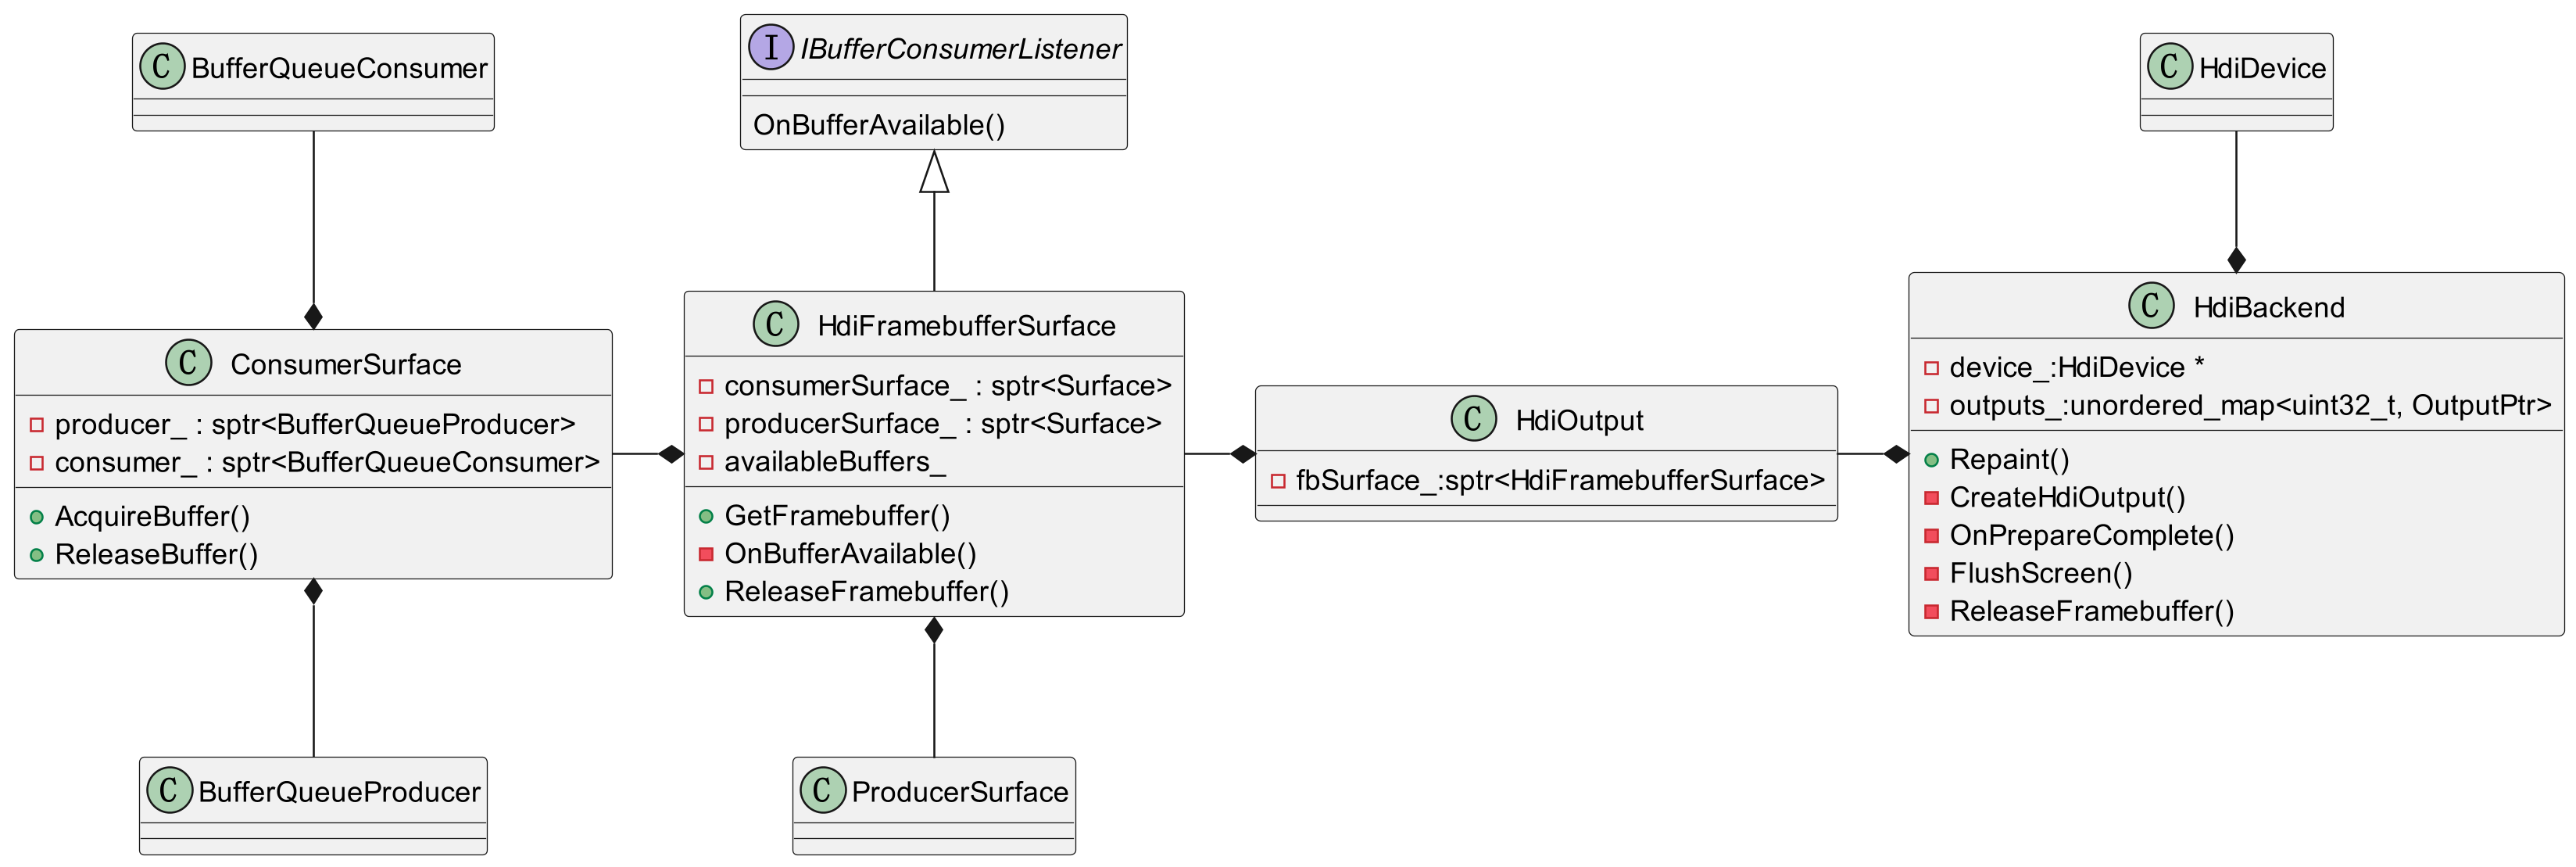 C BufferQueueConsumer
I IBufferConsumerListener
OnBufferAvailable()
C HdiDevice
C ConsumerSurface
producer_ : sptr<BufferQueueProducer>
consumer_ : sptr<BufferQueueConsumer>
AcquireBuffer()
ReleaseBuffer()
C HdiFramebufferSurface
consumerSurface_ : sptr<Surface>
producerSurface_ : sptr<Surface>
availableBuffers_
GetFramebuffer()
OnBufferAvailable()
ReleaseFramebuffer()
C HdiOutput
fbSurface_:sptr<HdiFramebufferSurface>
C HdiBackend
device_:HdiDevice *
outputs_:unordered_map<uint32_t, OutputPtr>
Repaint()
CreateHdiOutput()
OnPrepareComplete()
FlushScreen()
ReleaseFramebuffer()
C BufferQueueProducer
C ProducerSurface